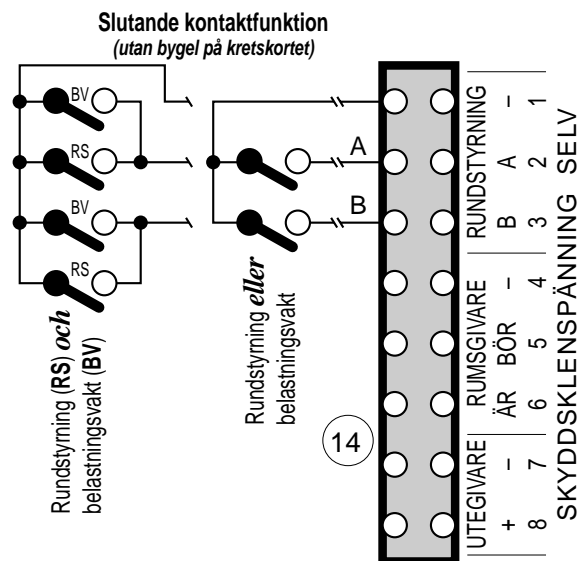 Slutande kontaktfunktion
(utan bygel på kretskortet)
BV
RS
BV
RS
A
B
Rundstyrning (RS) och
belastningsvakt (BV)
Rundstyrning eller
belastningsvakt
14
RUNDSTYRNING
– 1
A 2
B 3
RUMSGIVARE
– 4
BÖR 5
ÄR 6
UTEGIVARE
– 7
+ 8
SKYDDSKLENSPÄNNING SELV